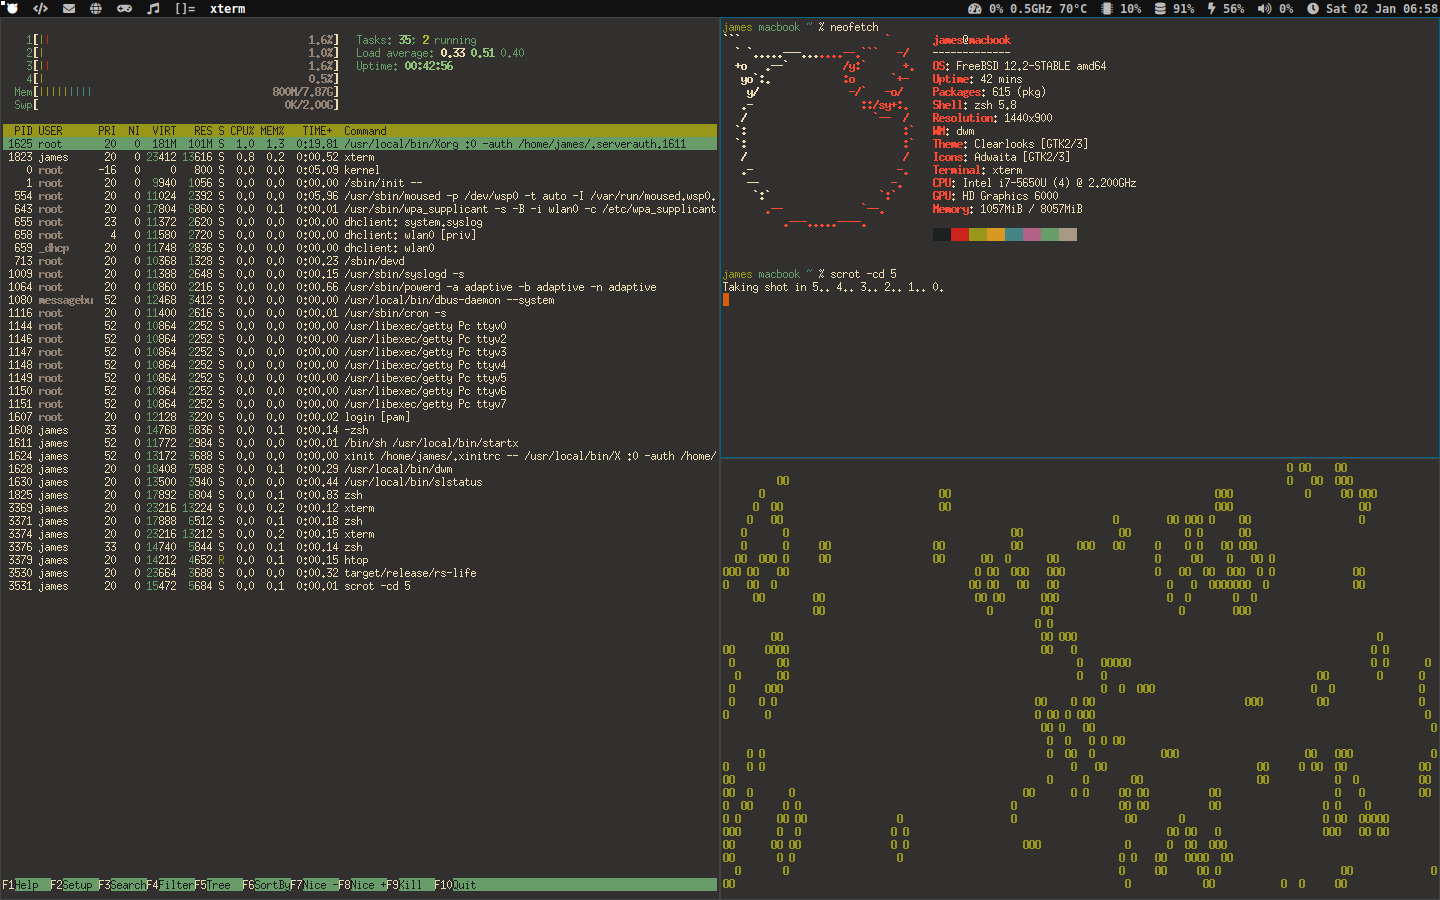 []= xterm 0% 0.5GHz 70°C 10% 91% 56% 0% Sat 02 Jan 06:58
1[|| 1.6%] Tasks: 35; 2 running
2[| 1.0%] Load average: 0.33 0.51 0.40
3[|| 1.6%] Uptime: 00:42:56
4[| 0.5%]
Mem[||||||||| 800M/7.87G]
Swp[ 0K/2.00G]
PID USER PRI NI VIRT RES S CPU% MEM% TIME+ Command
1625 root 20 0 181M 101M S 1.0 1.3 0:19.81 /usr/local/bin/Xorg :0 -auth /home/james/.serverauth.1611
1823 james 20 0 23412 13616 S 0.8 0.2 0:00.52 xterm
0 root -16 0 0 800 S 0.0 0.0 0:05.09 kernel
1 root 20 0 9940 1056 S 0.0 0.0 0:00.00 /sbin/init --
554 root 20 0 11024 2392 S 0.0 0.0 0:05.96 /usr/sbin/moused -p /dev/wsp0 -t auto -I /var/run/moused.wsp0.
643 root 20 0 17804 6860 S 0.0 0.1 0:00.01 /usr/sbin/wpa_supplicant -s -B -i wlan0 -c /etc/wpa_supplicant
655 root 23 0 11372 2620 S 0.0 0.0 0:00.00 dhclient: system.syslog
658 root 4 0 11580 2720 S 0.0 0.0 0:00.00 dhclient: wlan0 [priv]
659 _dhcp 20 0 11748 2836 S 0.0 0.0 0:00.00 dhclient: wlan0
713 root 20 0 10368 1328 S 0.0 0.0 0:00.23 /sbin/devd
1009 root 20 0 11388 2648 S 0.0 0.0 0:00.15 /usr/sbin/syslogd -s
1064 root 20 0 10860 2216 S 0.0 0.0 0:00.66 /usr/sbin/powerd -a adaptive -b adaptive -n adaptive
1080 messagebu 52 0 12468 3412 S 0.0 0.0 0:00.00 /usr/local/bin/dbus-daemon --system
1116 root 20 0 11400 2616 S 0.0 0.0 0:00.01 /usr/sbin/cron -s
1144 root 52 0 10864 2252 S 0.0 0.0 0:00.00 /usr/libexec/getty Pc ttyv0
1146 root 52 0 10864 2252 S 0.0 0.0 0:00.00 /usr/libexec/getty Pc ttyv2
1147 root 52 0 10864 2252 S 0.0 0.0 0:00.00 /usr/libexec/getty Pc ttyv3
1148 root 52 0 10864 2252 S 0.0 0.0 0:00.00 /usr/libexec/getty Pc ttyv4
1149 root 52 0 10864 2252 S 0.0 0.0 0:00.00 /usr/libexec/getty Pc ttyv5
1150 root 52 0 10864 2252 S 0.0 0.0 0:00.00 /usr/libexec/getty Pc ttyv6
1151 root 52 0 10864 2252 S 0.0 0.0 0:00.00 /usr/libexec/getty Pc ttyv7
1607 root 20 0 12128 3220 S 0.0 0.0 0:00.02 login [pam]
1608 james 33 0 14768 5836 S 0.0 0.1 0:00.14 -zsh
1611 james 52 0 11772 2984 S 0.0 0.0 0:00.01 /bin/sh /usr/local/bin/startx
1624 james 52 0 13172 3688 S 0.0 0.0 0:00.00 xinit /home/james/.xinitrc -- /usr/local/bin/X :0 -auth /home/
1628 james 20 0 18408 7588 S 0.0 0.1 0:00.29 /usr/local/bin/dwm
1630 james 20 0 13500 3940 S 0.0 0.0 0:00.44 /usr/local/bin/slstatus
1825 james 20 0 17892 6804 S 0.0 0.1 0:00.83 zsh
3369 james 20 0 23216 13224 S 0.0 0.2 0:00.12 xterm
3371 james 20 0 17888 6512 S 0.0 0.1 0:00.18 zsh
3374 james 20 0 23216 13212 S 0.0 0.2 0:00.15 xterm
3376 james 33 0 14740 5844 S 0.0 0.1 0:00.14 zsh
3379 james 20 0 14212 4652 R 0.0 0.1 0:00.15 htop
3530 james 20 0 23664 3688 S 0.0 0.0 0:00.32 target/release/rs-life
3531 james 20 0 15472 5684 S 0.0 0.1 0:00.01 scrot -cd 5
F1Help F2Setup F3SearchF4FilterF5Tree F6SortByF7Nice -F8Nice +F9Kill F10Quit
james macbook ~ % neofetch
james@macbook
-------------
OS: FreeBSD 12.2-STABLE amd64
Uptime: 42 mins
Packages: 615 (pkg)
Shell: zsh 5.8
Resolution: 1440x900
WM: dwm
Theme: Clearlooks [GTK2/3]
Icons: Adwaita [GTK2/3]
Terminal: xterm
CPU: Intel i7-5650U (4) @ 2.200GHz
GPU: HD Graphics 6000
Memory: 1057MiB / 8057MiB
james macbook ~ % scrot -cd 5
Taking shot in 5.. 4.. 3.. 2.. 1.. 0.